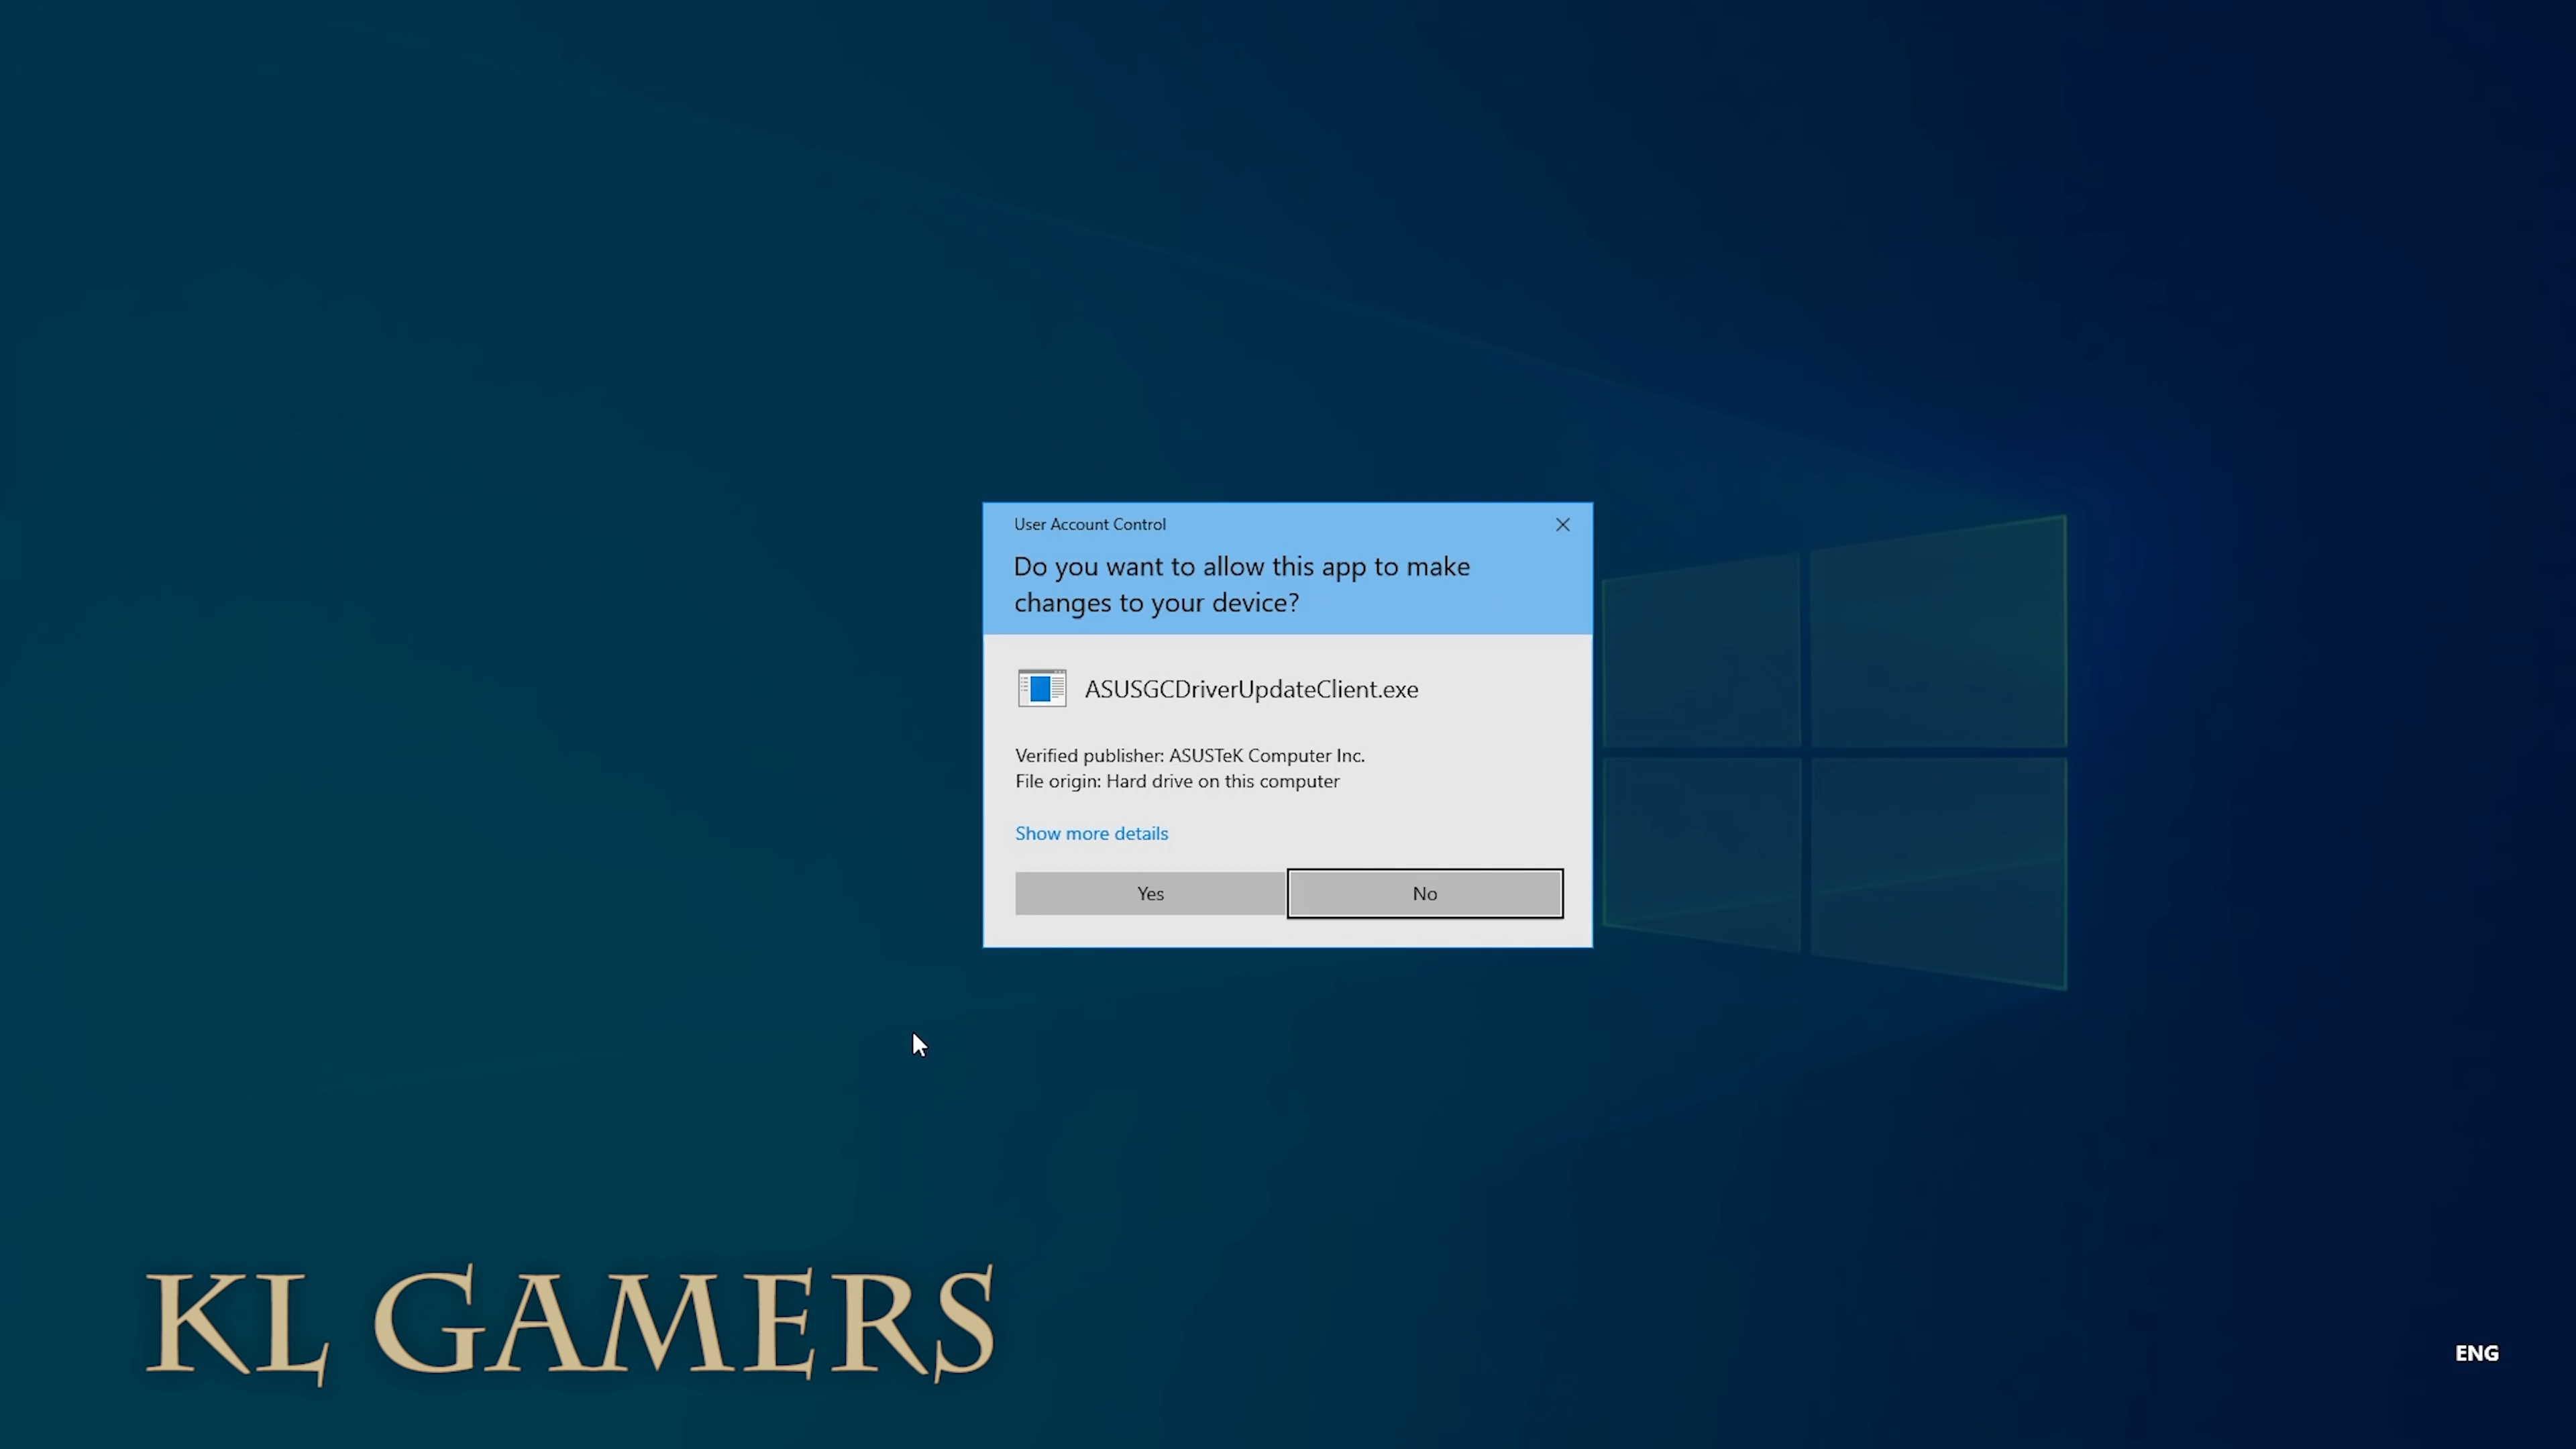 User Account Control
Do you want to allow this app to make
changes to your device?
ASUSGCDriverUpdateClient.exe
Verified publisher: ASUSTeK Computer Inc.
File origin: Hard drive on this computer
Show more details
Yes
No
KL GAMERS
ENG